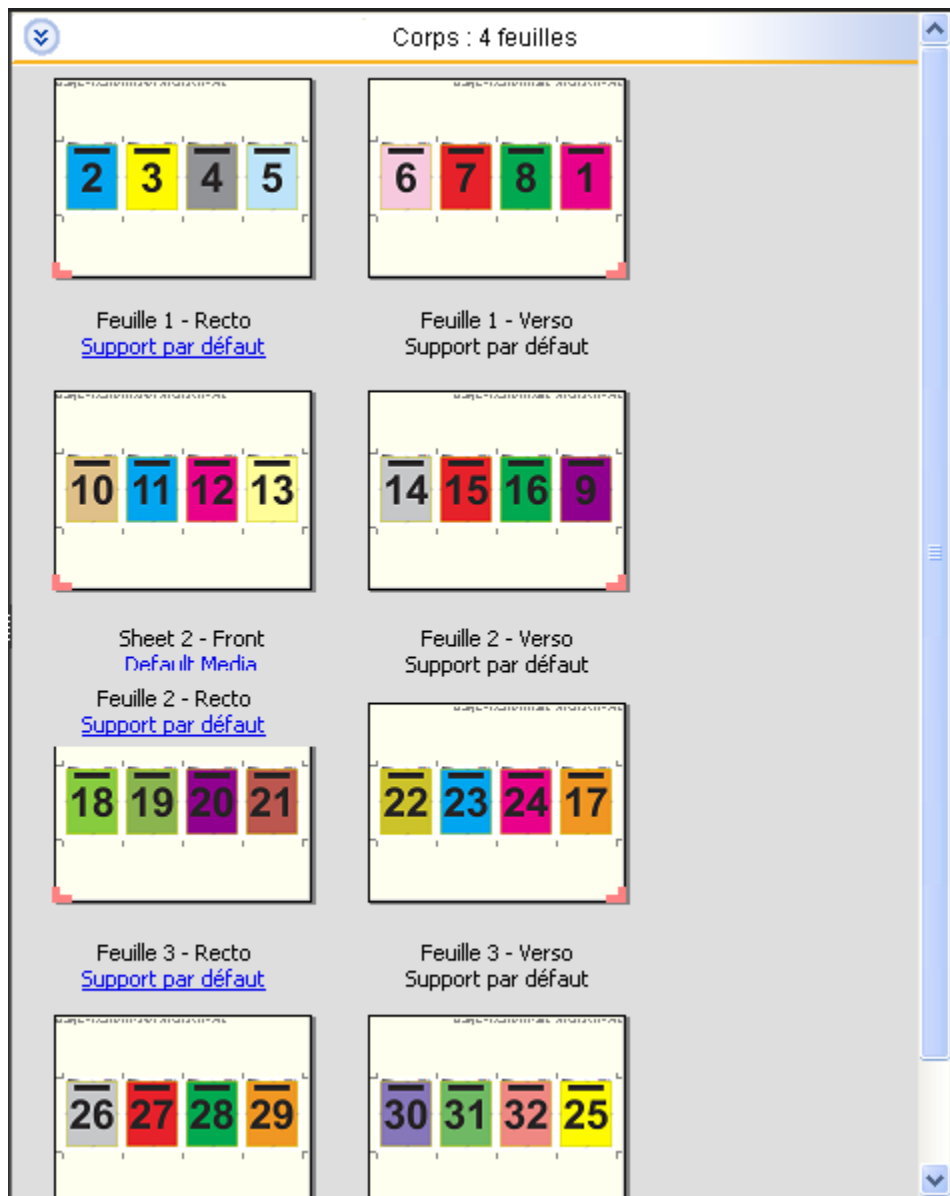 Corps : 4 feuilles
2 3 4 5
6 7 8 1
Feuille 1 - Recto
Support par défaut
Feuille 1 - Verso
Support par défaut
10 11 12 13
14 15 16 9
Sheet 2 - Front
Default Media
Feuille 2 - Verso
Support par défaut
Feuille 2 - Recto
Support par défaut
18 19 20 21
22 23 24 17
Feuille 3 - Recto
Support par défaut
Feuille 3 - Verso
Support par défaut
26 27 28 29
30 31 32 25